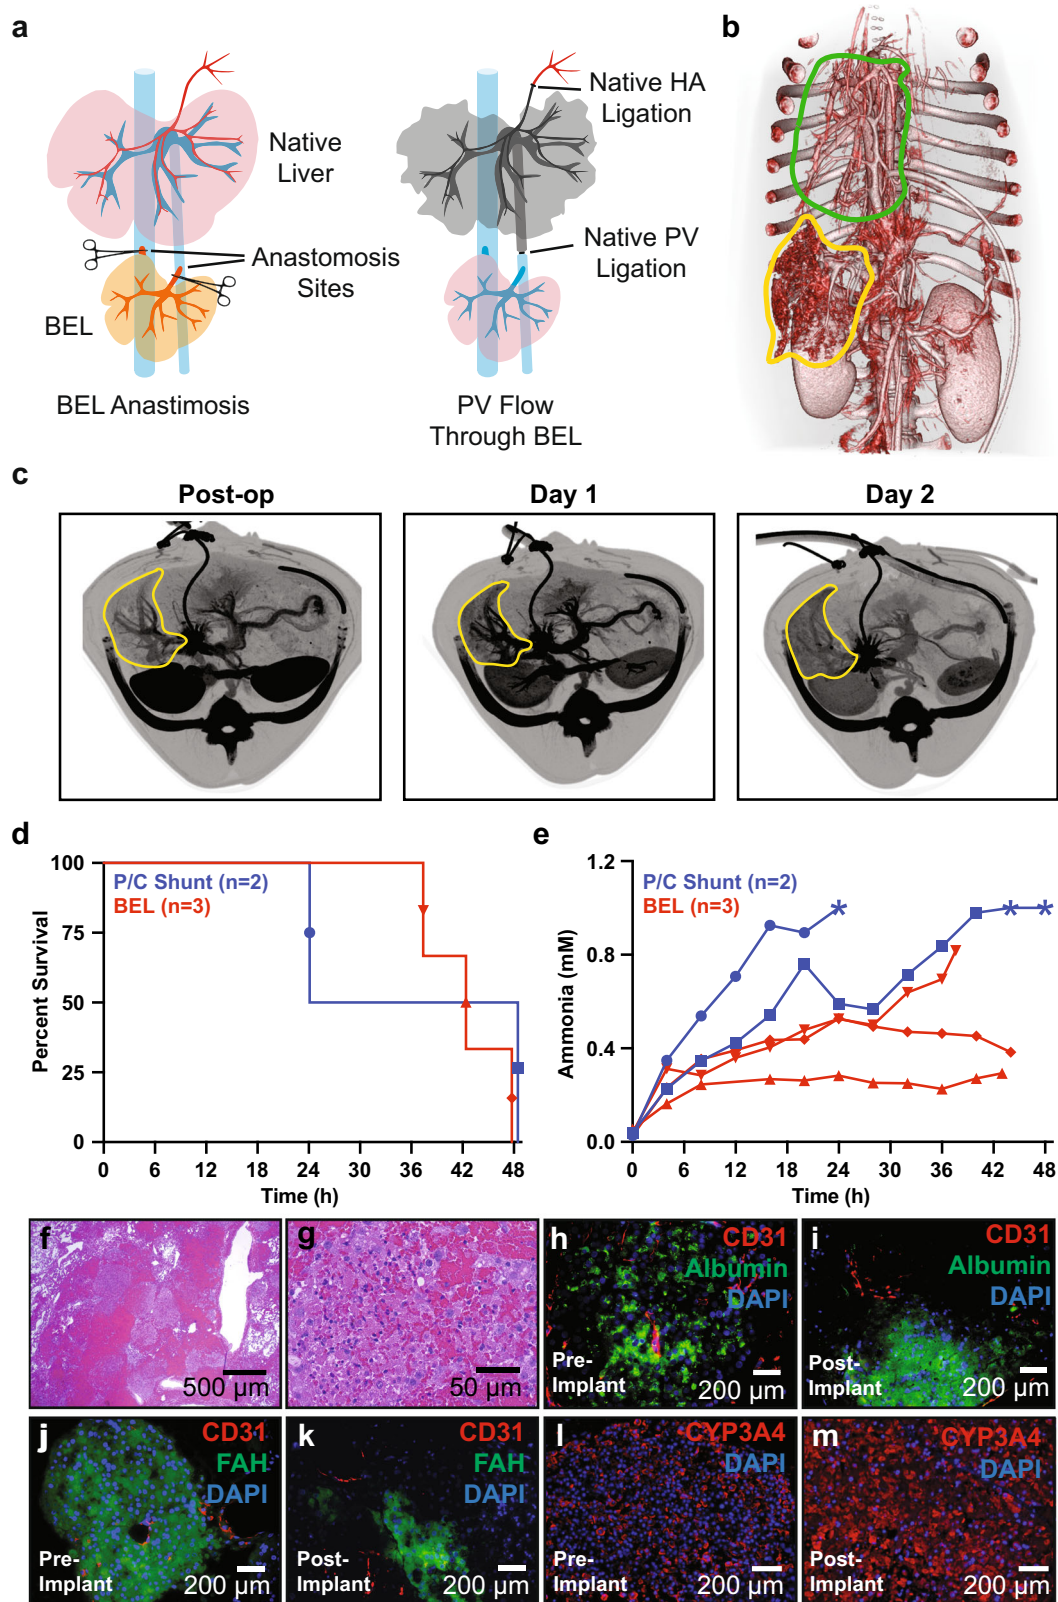 a
Native
Liver
Anastomosis
Sites
BEL
BEL Anastimosis
Native HA
Ligation
Native PV
Ligation
PV Flow
Through BEL
b
c
Post-op
Day 1
Day 2
d
100
75
50
25
0
Percent Survival
P/C Shunt (n=2)
BEL (n=3)
0 6 12 18 24 30 36 42 48
Time (h)
e
1.2
0.8
0.4
0.0
Ammonia (mM)
P/C Shunt (n=2)
BEL (n=3)
* * *
0 6 12 18 24 30 36 42 48
Time (h)
f
500 µm
g
50 µm
h
CD31
Albumin
DAPI
Pre-
Implant
200 µm
i
CD31
Albumin
DAPI
Post-
Implant
200 µm
j
CD31
FAH
DAPI
Pre-
Implant
200 µm
k
CD31
FAH
DAPI
Post-
Implant
200 µm
l
CYP3A4
DAPI
Pre-
Implant
200 µm
m
CYP3A4
DAPI
Post-
Implant
200 µm